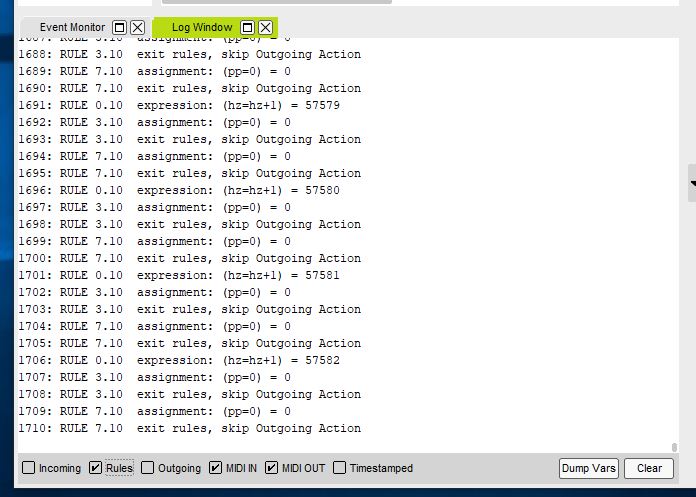 Event Monitor Log Window
1688: RULE 3.10 exit rules, skip Outgoing Action
1689: RULE 7.10 assignment: (pp=0) = 0
1690: RULE 7.10 exit rules, skip Outgoing Action
1691: RULE 0.10 expression: (hz=hz+1) = 57579
1692: RULE 3.10 assignment: (pp=0) = 0
1693: RULE 3.10 exit rules, skip Outgoing Action
1694: RULE 7.10 assignment: (pp=0) = 0
1695: RULE 7.10 exit rules, skip Outgoing Action
1696: RULE 0.10 expression: (hz=hz+1) = 57580
1697: RULE 3.10 assignment: (pp=0) = 0
1698: RULE 3.10 exit rules, skip Outgoing Action
1699: RULE 7.10 assignment: (pp=0) = 0
1700: RULE 7.10 exit rules, skip Outgoing Action
1701: RULE 0.10 expression: (hz=hz+1) = 57581
1702: RULE 3.10 assignment: (pp=0) = 0
1703: RULE 3.10 exit rules, skip Outgoing Action
1704: RULE 7.10 assignment: (pp=0) = 0
1705: RULE 7.10 exit rules, skip Outgoing Action
1706: RULE 0.10 expression: (hz=hz+1) = 57582
1707: RULE 3.10 assignment: (pp=0) = 0
1708: RULE 3.10 exit rules, skip Outgoing Action
1709: RULE 7.10 assignment: (pp=0) = 0
1710: RULE 7.10 exit rules, skip Outgoing Action
Incoming Rules Outgoing MIDI IN MIDI OUT Timestamped Dump Vars Clear